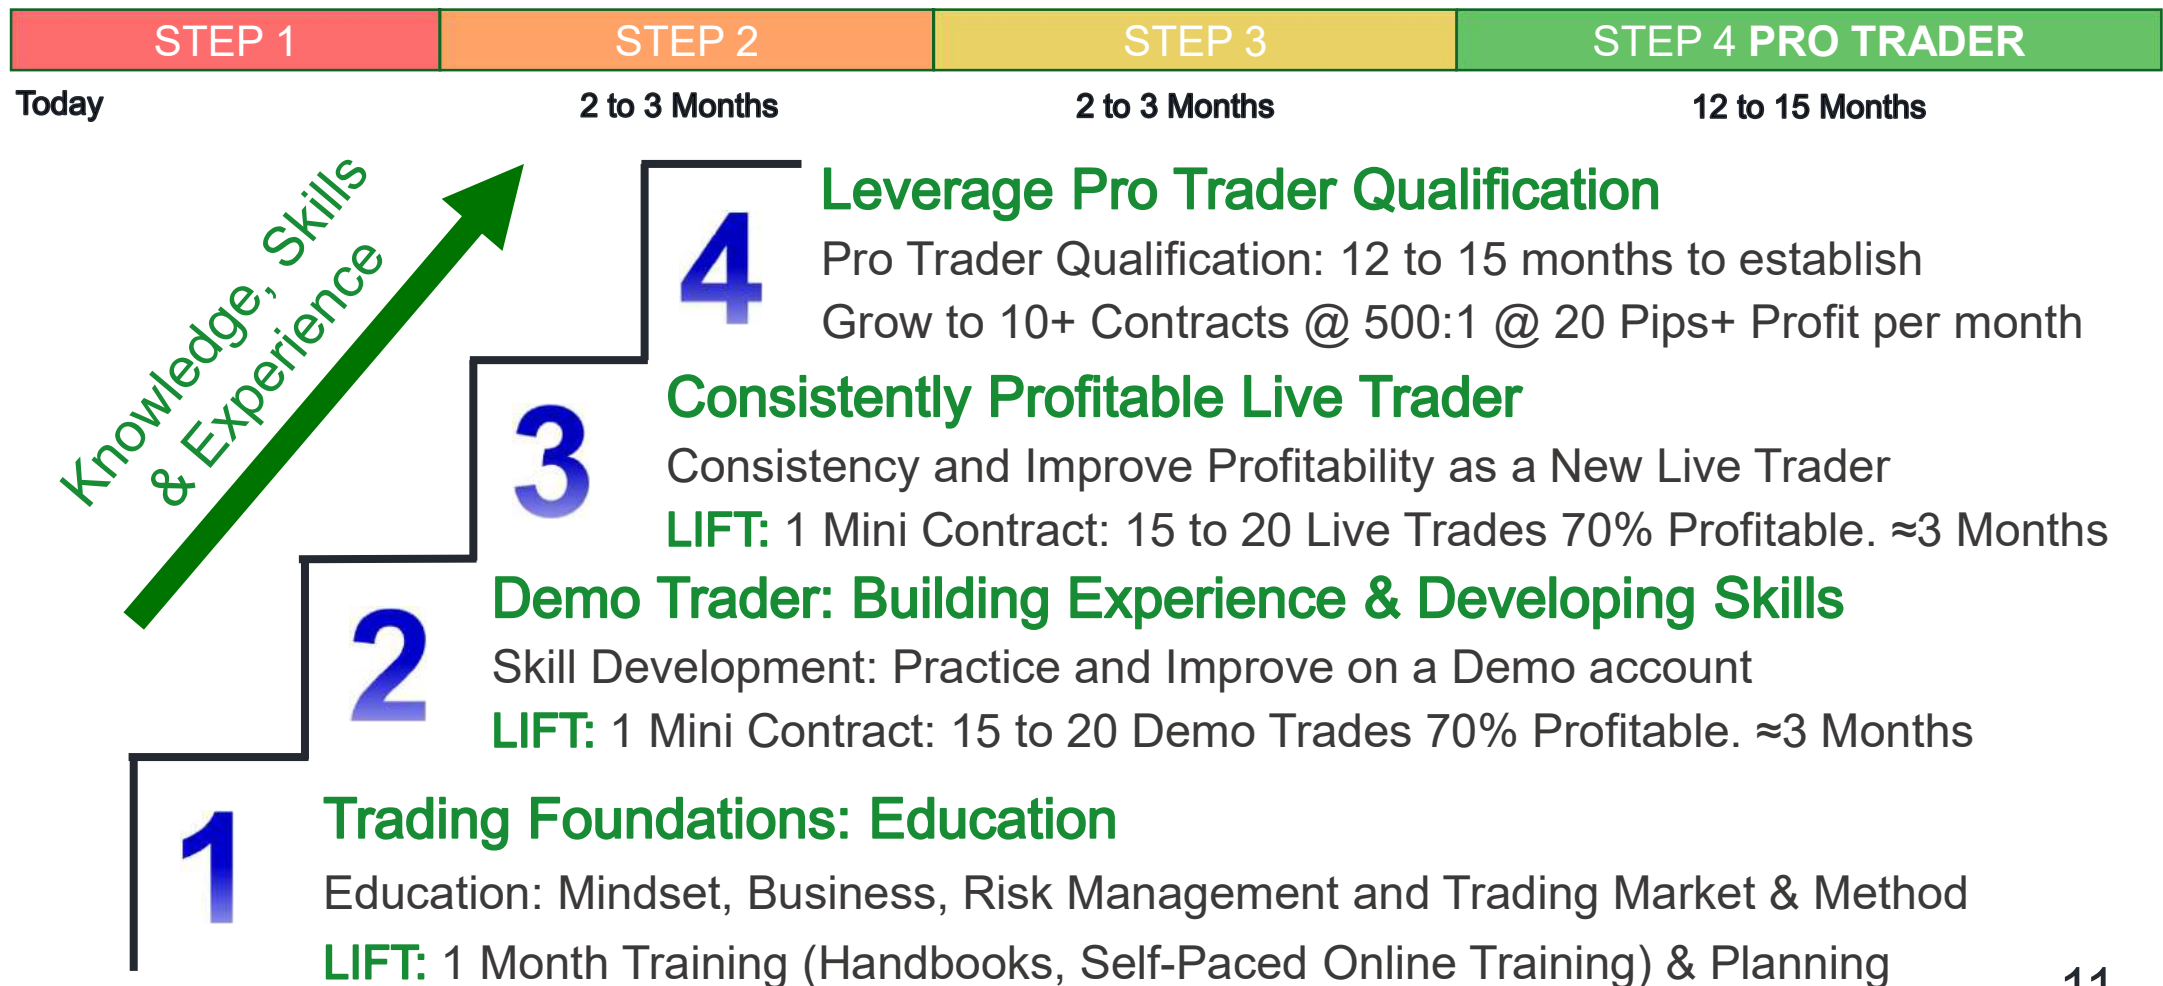 STEP 1
STEP 2
STEP 3
STEP 4 PRO TRADER
Today
2 to 3 Months
2 to 3 Months
12 to 15 Months
Knowledge, Skills
& Experience
4
Leverage Pro Trader Qualification
Pro Trader Qualification: 12 to 15 months to establish
Grow to 10+ Contracts @ 500:1 @ 20 Pips+ Profit per month
3
Consistently Profitable Live Trader
Consistency and Improve Profitability as a New Live Trader
LIFT: 1 Mini Contract: 15 to 20 Live Trades 70% Profitable. ≈3 Months
2
Demo Trader: Building Experience & Developing Skills
Skill Development: Practice and Improve on a Demo account
LIFT: 1 Mini Contract: 15 to 20 Demo Trades 70% Profitable. ≈3 Months
1
Trading Foundations: Education
Education: Mindset, Business, Risk Management and Trading Market & Method
LIFT: 1 Month Training (Handbooks, Self-Paced Online Training) & Planning
11